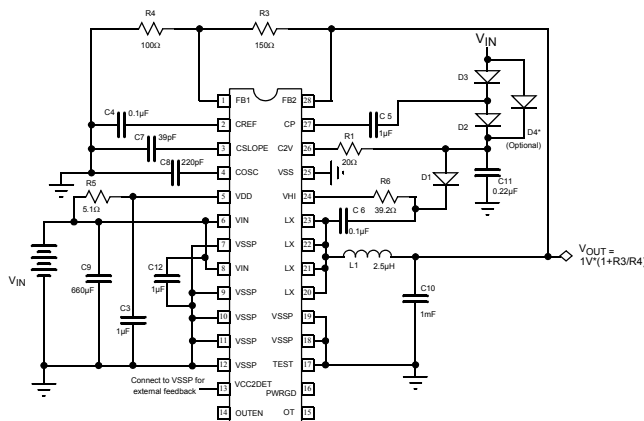 R4
100Ω
R3
150Ω
VIN
D3
D2
D4*
(Optional)
C4
0.1µF
C7
39pF
C8
220pF
R5
5.1Ω
VIN
C9
660µF
C3
1µF
C12
1µF
Connect to VSSP for
external feedback
1 FB1
2 CREF
3 CSLOPE
4 COSC
5 VDD
6 VIN
7 VSSP
8 VIN
9 VSSP
10 VSSP
11 VSSP
12 VSSP
13 VCC2DET
14 OUTEN
FB2 28
CP 27
C2V 26
VSS 25
VHI 24
LX 23
LX 22
LX 21
LX 20
VSSP 19
VSSP 18
TEST 17
PWRGD 16
OT 15
C 5
1µF
R1
20Ω
D1
C11
0.22µF
R6
39.2Ω
C 6
0.1µF
L1
2.5µH
C10
1mF
VOUT =
1V*(1+R3/R4)